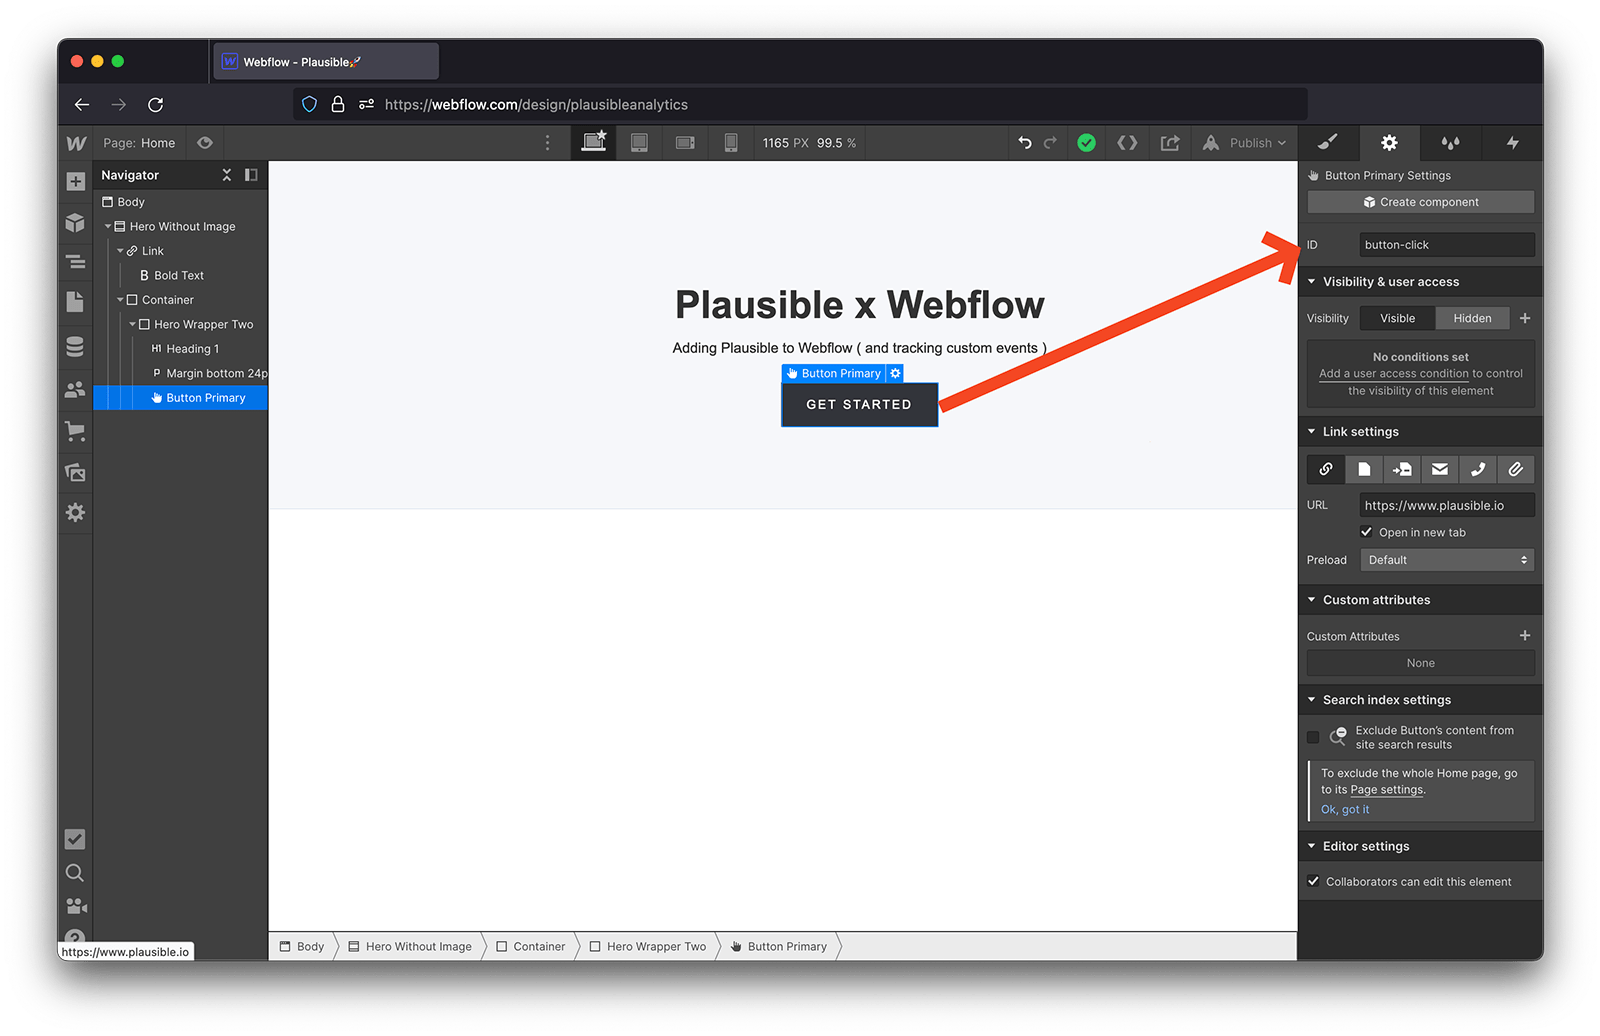 Webflow - Plausible🚀
https://webflow.com/design/plausibleanalytics
Page: Home
1165 PX 99.5 %
Publish
Navigator
Body
Hero Without Image
Link
B Bold Text
Container
Hero Wrapper Two
H1 Heading 1
P Margin bottom 24p
Button Primary
Plausible x Webflow
Adding Plausible to Webflow ( and tracking custom events )
Button Primary
GET STARTED
Button Primary Settings
Create component
ID button-click
Visibility & user access
Visibility Visible Hidden
No conditions set
Add a user access condition to control
the visibility of this element
Link settings
URL https://www.plausible.io
Open in new tab
Preload Default
Custom attributes
Custom Attributes
None
Search index settings
Exclude Button's content from
site search results
To exclude the whole Home page, go
to its Page settings.
Ok, got it
Editor settings
Collaborators can edit this element
https://www.plausible.io
Body Hero Without Image Container Hero Wrapper Two Button Primary